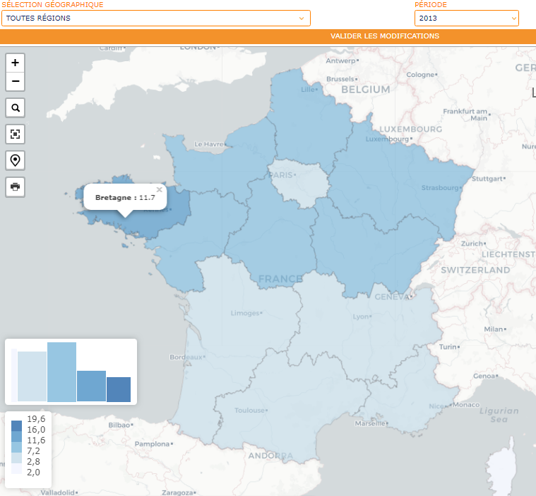 SÉLECTION GÉOGRAPHIQUE
PÉRIODE
TOUTES RÉGIONS
2013
VALIDER LES MODIFICATIONS
Cardiff
LONDON
Antwerp
Brussels
BELGIUM
Cologne
GER
Lille
Frankfurt am Main
LUXEMBOURG
Luxembourg
Le Havre
PARIS
Strasbourg
Stuttgart
Bretagne : 11.7
×
Zurich
LIECHTENST
SWITZERLAND
FRANCE
GENEVA
Limoges
Lyon
Milan
Turin
Bordeaux
Genoa
Toulouse
Nice
Monaco
Marseille
Ligurian
Sea
Bilbao
Pamplona
ANDORRA
Valladolid
Zaragoza
+
−
19,6
16,0
11,6
7,2
2,8
2,0